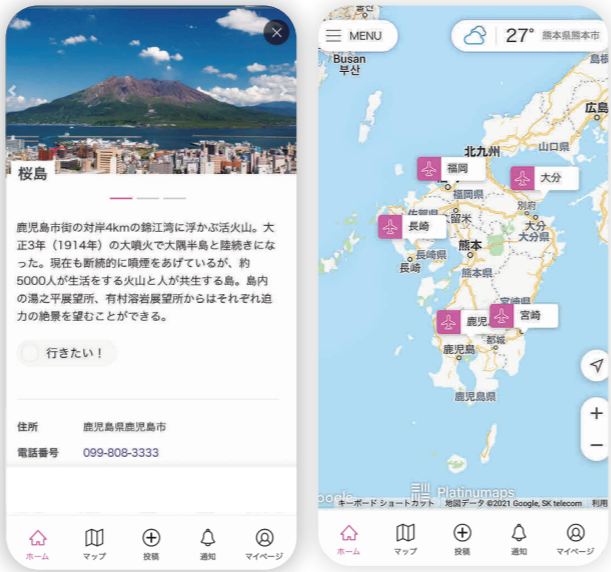 桜島
鹿児島市街の対岸4kmの錦江湾に浮かぶ活火山。大
正3年（1914年）の大噴火で大隅半島と陸続きにな
った。現在も断続的に噴煙をあげているが、約
5000人が生活をする火山と人が共生する島。島内
の湯之平展望所、有村溶岩展望所からはそれぞれ迫
力の絶景を望むことができる。
行きたい！
住所 鹿児島県鹿児島市
電話番号 099-808-3333
ホーム マップ 投稿 通知 マイページ
MENU
27° 熊本県熊本市
Busan
부산
広島
山口県
北九州
福岡
大分
福岡県
別府
大分
大分県
長崎
長崎県
長崎
熊本
熊本県
宮崎県
鹿児
宮崎
都城
鹿児島
鹿児島県
Platinumaps
キーボード ショートカット 地図データ ©2021 Google, SK telecom 利用
ホーム マップ 投稿 通知 マイページ